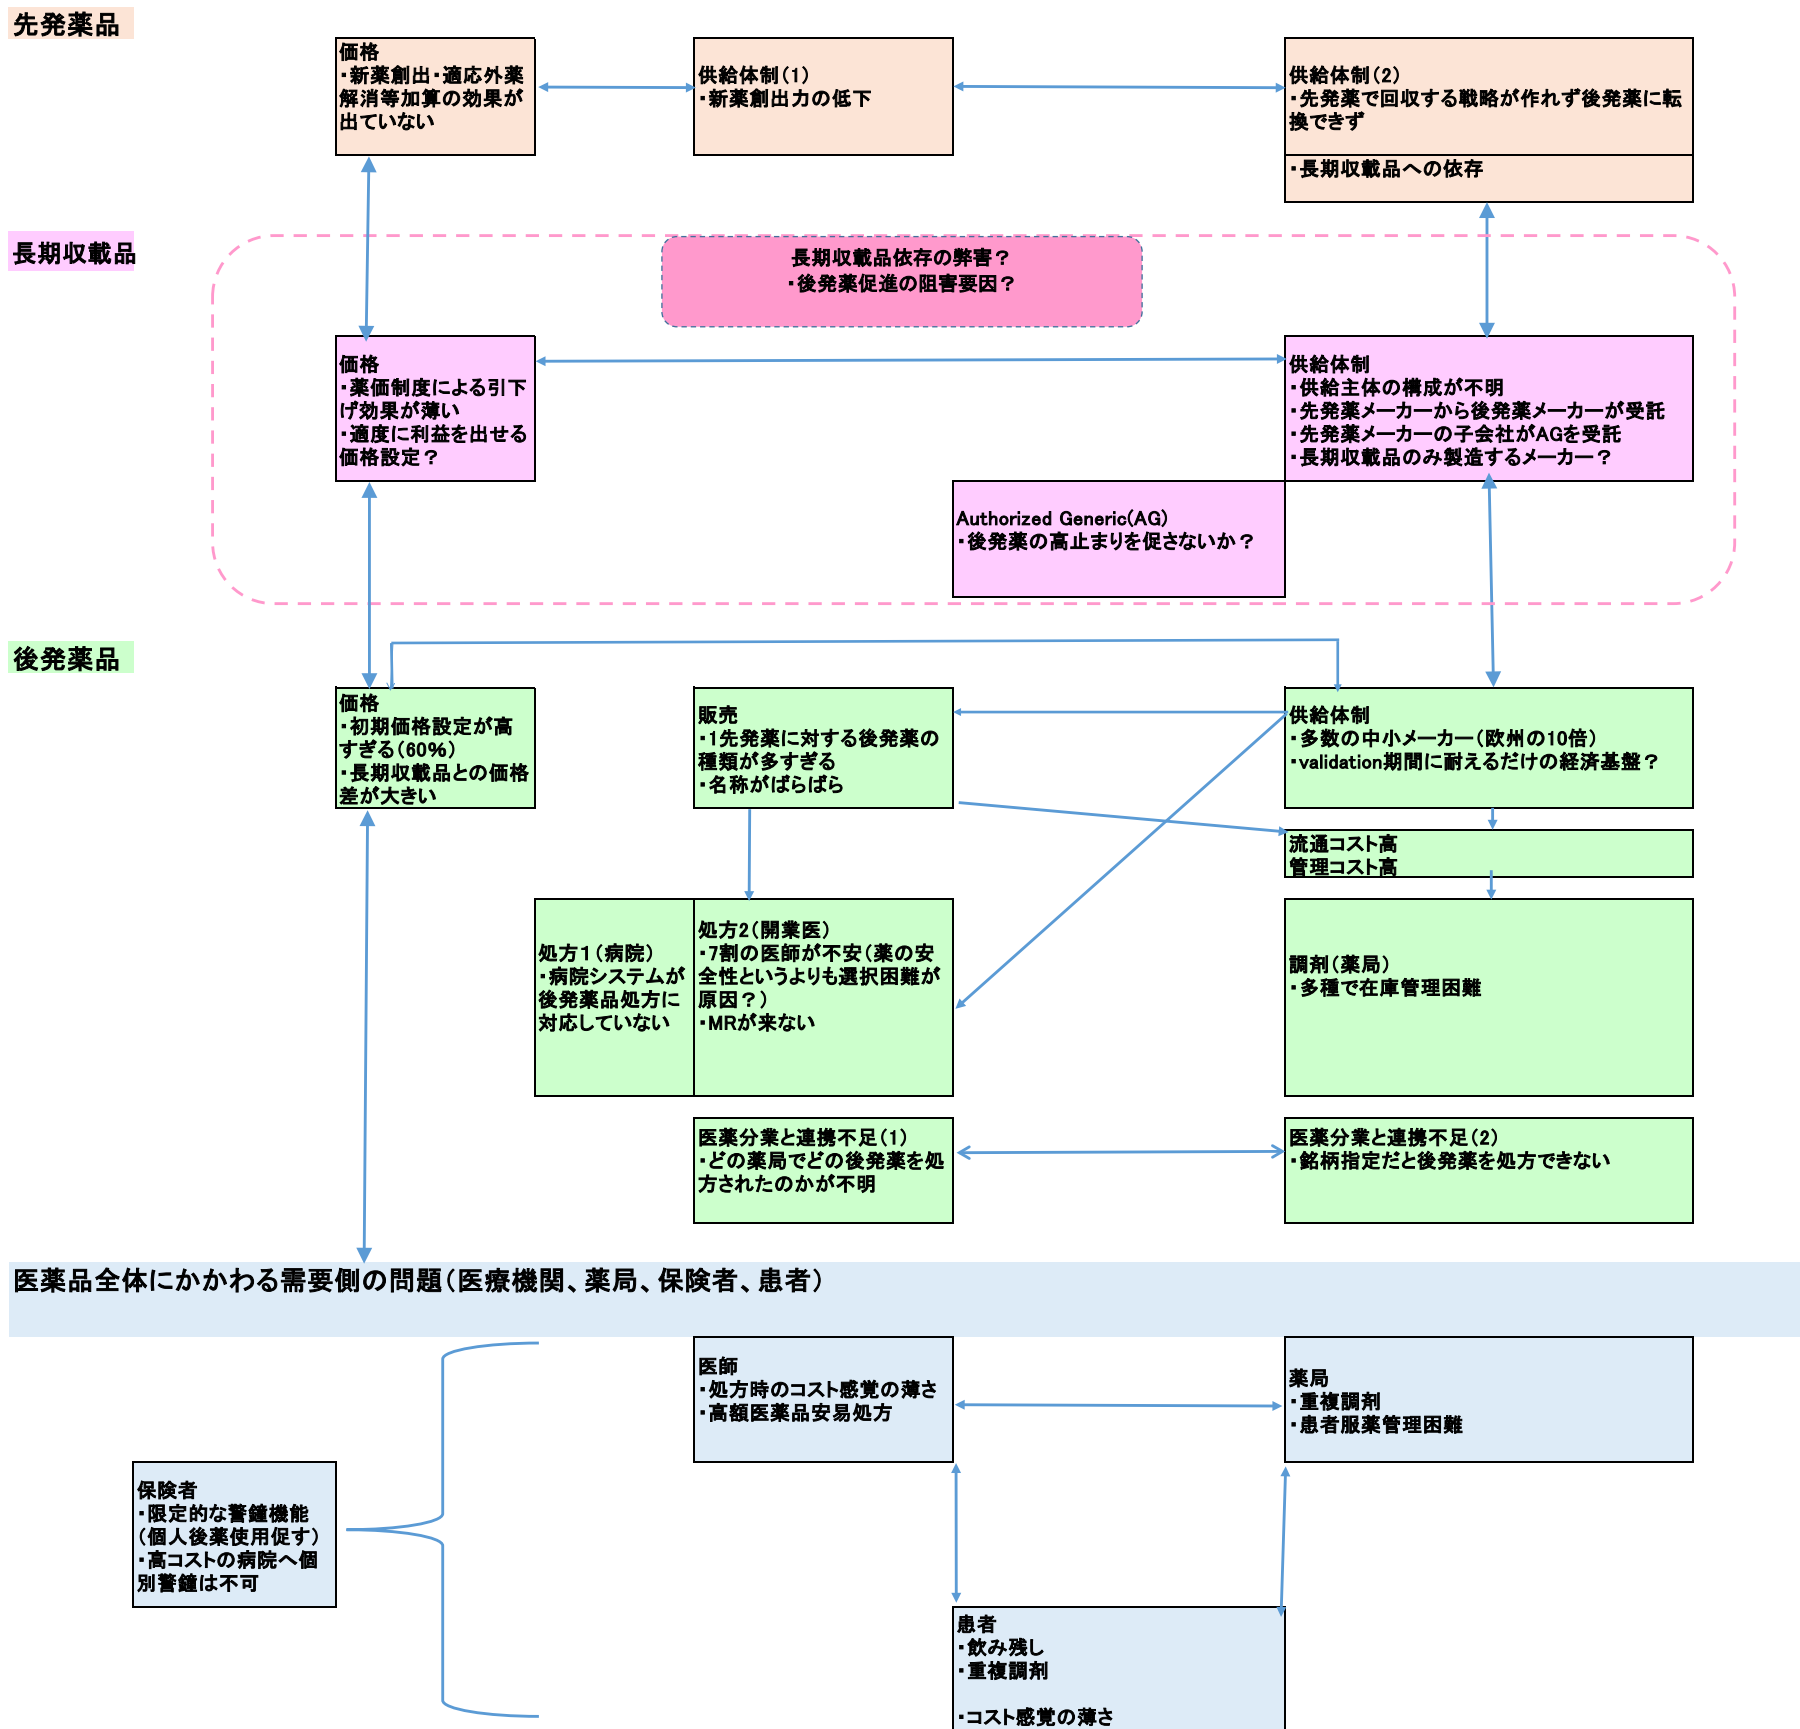 先発薬品
価格
・新薬創出・適応外薬
解消等加算の効果が
出ていない
供給体制（1）
・新薬創出力の低下
供給体制（2）
・先発薬で回収する戦略が作れず後発薬に転
換できず
・長期収載品への依存
長期収載品
長期収載品依存の弊害？
・後発薬促進の阻害要因？
価格
・薬価制度による引下
げ効果が薄い
・適度に利益を出せる
価格設定？
供給体制
・供給主体の構成が不明
・先発薬メーカーから後発薬メーカーが受託
・先発薬メーカーの子会社がAGを受託
・長期収載品のみ製造するメーカー？
Authorized Generic(AG)
・後発薬の高止まりを促さないか？
後発薬品
価格
・初期価格設定が高
すぎる（60％）
・長期収載品との価格
差が大きい
販売
・1先発薬に対する後発薬の
種類が多すぎる
・名称がばらばら
供給体制
・多数の中小メーカー（欧州の10倍）
・validation期間に耐えるだけの経済基盤？
流通コスト高
管理コスト高
処方１（病院）
・病院システムが
後発薬品処方に
対応していない
処方2（開業医）
・7割の医師が不安（薬の安
全性というよりも選択困難が
原因？）
・MRが来ない
調剤（薬局）
・多種で在庫管理困難
医薬分業と連携不足（1）
・どの薬局でどの後発薬を処
方されたのかが不明
医薬分業と連携不足（2）
・銘柄指定だと後発薬を処方できない
医薬品全体にかかわる需要側の問題（医療機関、薬局、保険者、患者）
医師
・処方時のコスト感覚の薄さ
・高額医薬品安易処方
薬局
・重複調剤
・患者服薬管理困難
保険者
・限定的な警鐘機能
（個人後薬使用促す）
・高コストの病院へ個
別警鐘は不可
患者
・飲み残し
・重複調剤
・コスト感覚の薄さ